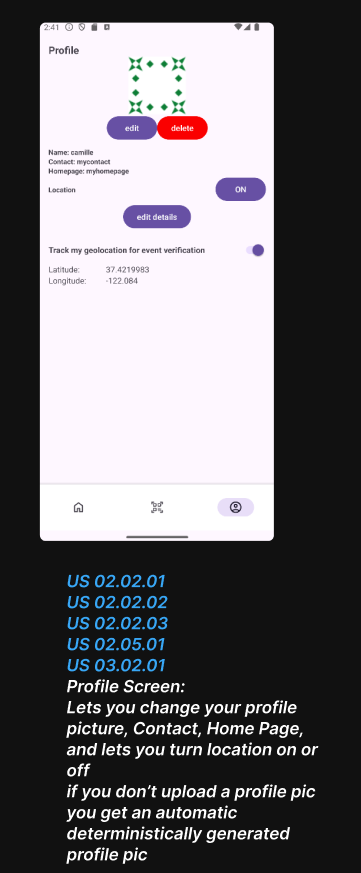 2:41
Profile
edit delete
Name: camille
Contact: mycontact
Homepage: myhomepage
Location ON
edit details
Track my geolocation for event verification
Latitude: 37.4219983
Longitude: -122.084
US 02.02.01
US 02.02.02
US 02.02.03
US 02.05.01
US 03.02.01
Profile Screen:
Lets you change your profile
picture, Contact, Home Page,
and lets you turn location on or
off
if you don’t upload a profile pic
you get an automatic
deterministically generated
profile pic